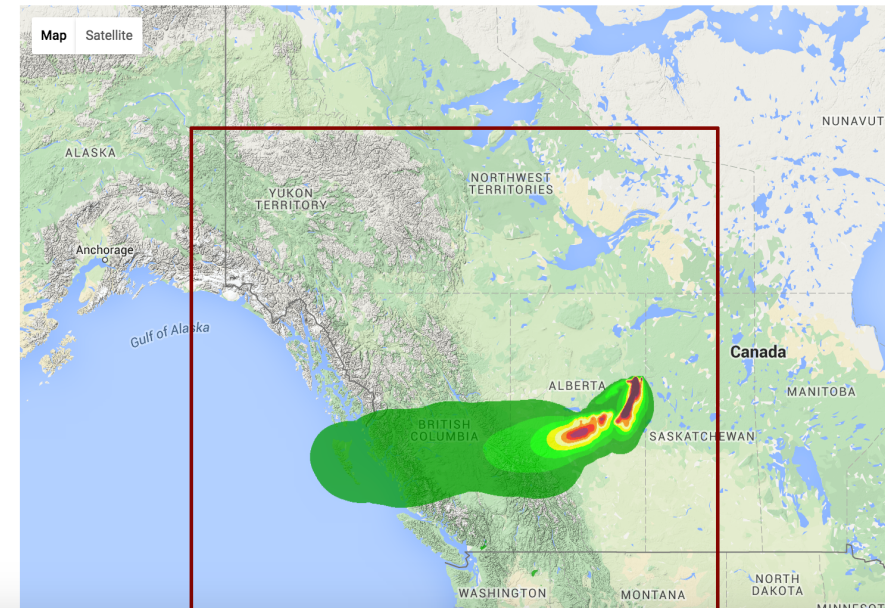 Map Satellite
NUNAVUT
ALASKA
NORTHWEST
TERRITORIES
YUKON
TERRITORY
Anchorage
Gulf of Alaska
Canada
ALBERTA
MANITOBA
BRITISH
COLUMBIA
SASKATCHEWAN
NORTH
DAKOTA
WASHINGTON
MONTANA
MINNESOT